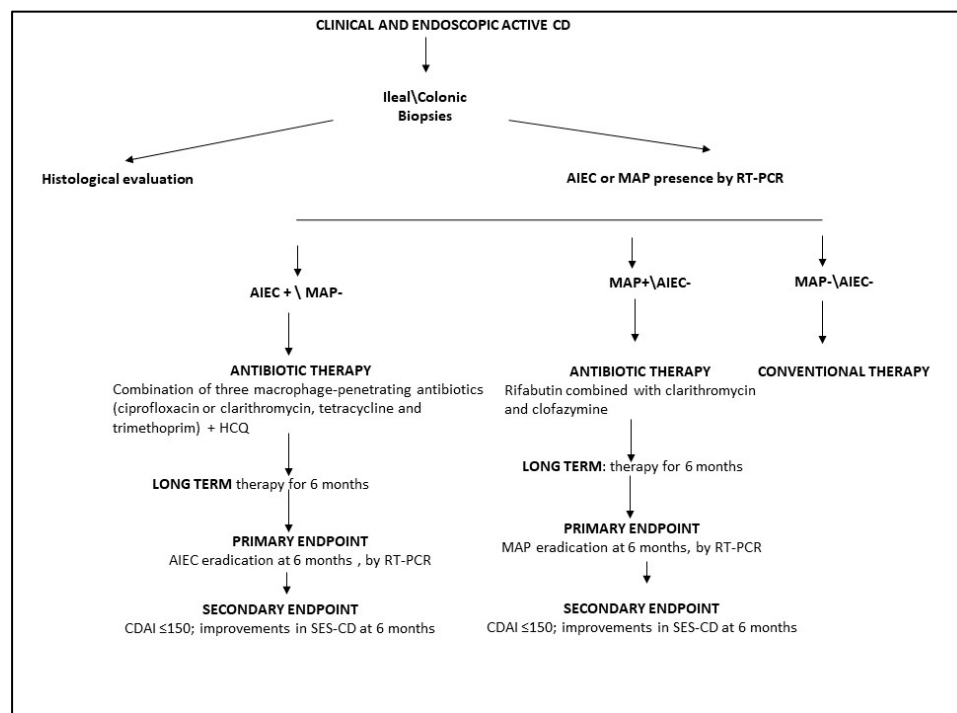 CLINICAL AND ENDOSCOPIC ACTIVE CD
Ileal\Colonic
Biopsies
Histological evaluation
AIEC or MAP presence by RT-PCR
AIEC + \ MAP-
MAP+\AIEC-
MAP-\AIEC-
ANTIBIOTIC THERAPY
Combination of three macrophage-penetrating antibiotics
(ciprofloxacin or clarithromycin, tetracycline and
trimethoprim) + HCQ
ANTIBIOTIC THERAPY
Rifabutin combined with clarithromycin
and clofazymine
CONVENTIONAL THERAPY
LONG TERM therapy for 6 months
LONG TERM: therapy for 6 months
PRIMARY ENDPOINT
AIEC eradication at 6 months , by RT-PCR
PRIMARY ENDPOINT
MAP eradication at 6 months, by RT-PCR
SECONDARY ENDPOINT
CDAI ≤150; improvements in SES-CD at 6 months
SECONDARY ENDPOINT
CDAI ≤150; improvements in SES-CD at 6 months